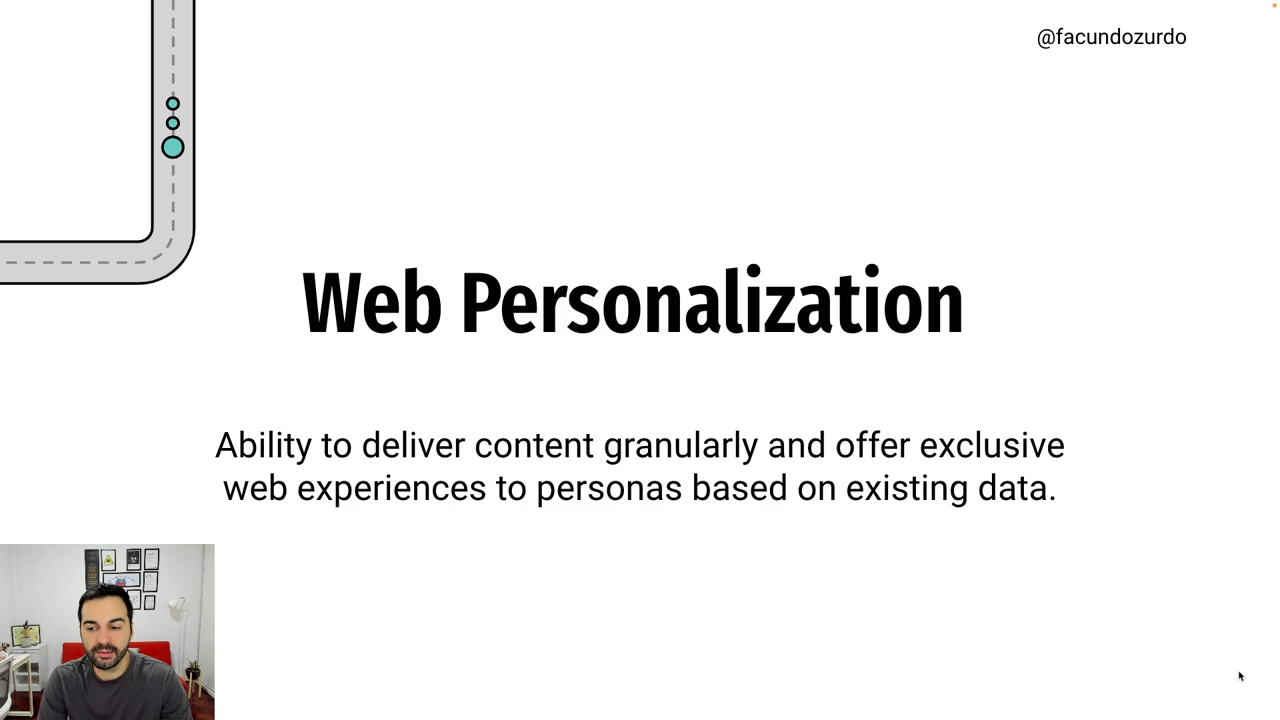 @facundozurdo
Web Personalization
Ability to deliver content granularly and offer exclusive
web experiences to personas based on existing data.